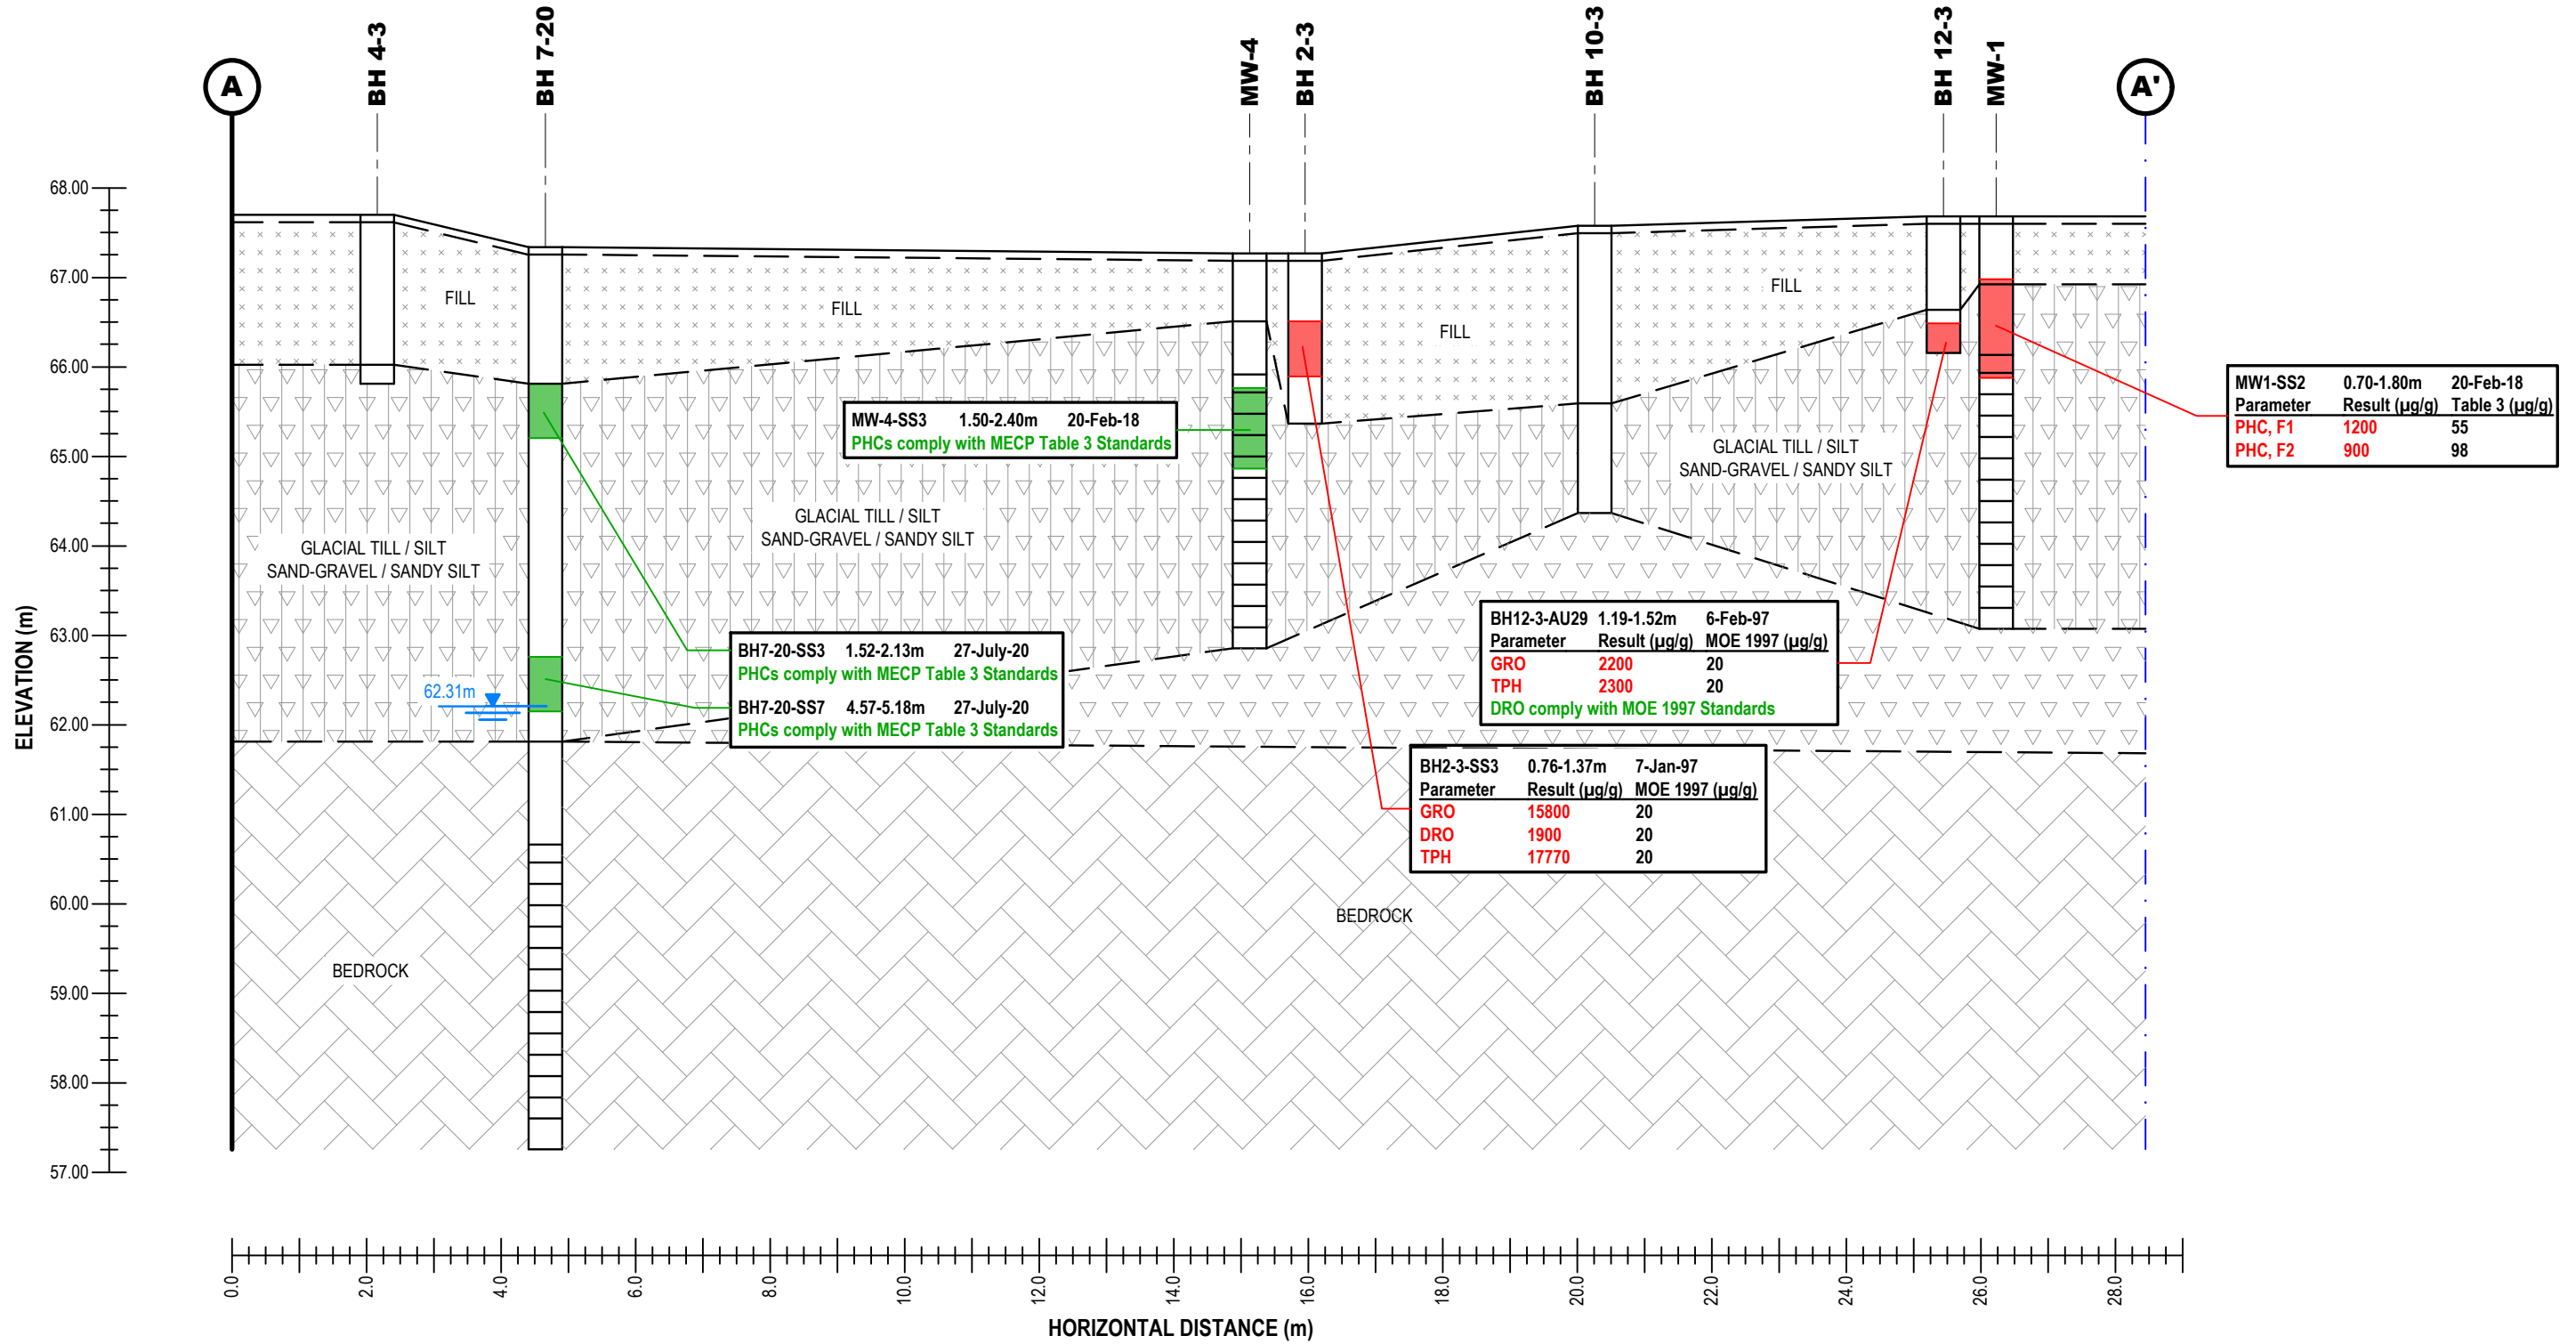 A
BH 4-3
BH 7-20
MW-4
BH 2-3
BH 10-3
BH 12-3
MW-1
A'
ELEVATION (m)
68.00
67.00
66.00
65.00
64.00
63.00
62.00
61.00
60.00
59.00
58.00
57.00
FILL
FILL
FILL
FILL
GLACIAL TILL / SILT
SAND-GRAVEL / SANDY SILT
GLACIAL TILL / SILT
SAND-GRAVEL / SANDY SILT
GLACIAL TILL / SILT
SAND-GRAVEL / SANDY SILT
62.31m
MW-4-SS3 1.50-2.40m 20-Feb-18
PHCs comply with MECP Table 3 Standards
MW1-SS2 0.70-1.80m 20-Feb-18
Parameter Result (µg/g) Table 3 (µg/g)
PHC, F1 1200 55
PHC, F2 900 98
BH7-20-SS3 1.52-2.13m 27-July-20
PHCs comply with MECP Table 3 Standards
BH7-20-SS7 4.57-5.18m 27-July-20
PHCs comply with MECP Table 3 Standards
BH12-3-AU29 1.19-1.52m 6-Feb-97
Parameter Result (µg/g) MOE 1997 (µg/g)
GRO 2200 20
TPH 2300 20
DRO comply with MOE 1997 Standards
BH2-3-SS3 0.76-1.37m 7-Jan-97
Parameter Result (µg/g) MOE 1997 (µg/g)
GRO 15800 20
DRO 1900 20
TPH 17770 20
BEDROCK
BEDROCK
0.0
2.0
4.0
6.0
8.0
10.0
12.0
14.0
16.0
18.0
20.0
22.0
24.0
26.0
28.0
HORIZONTAL DISTANCE (m)